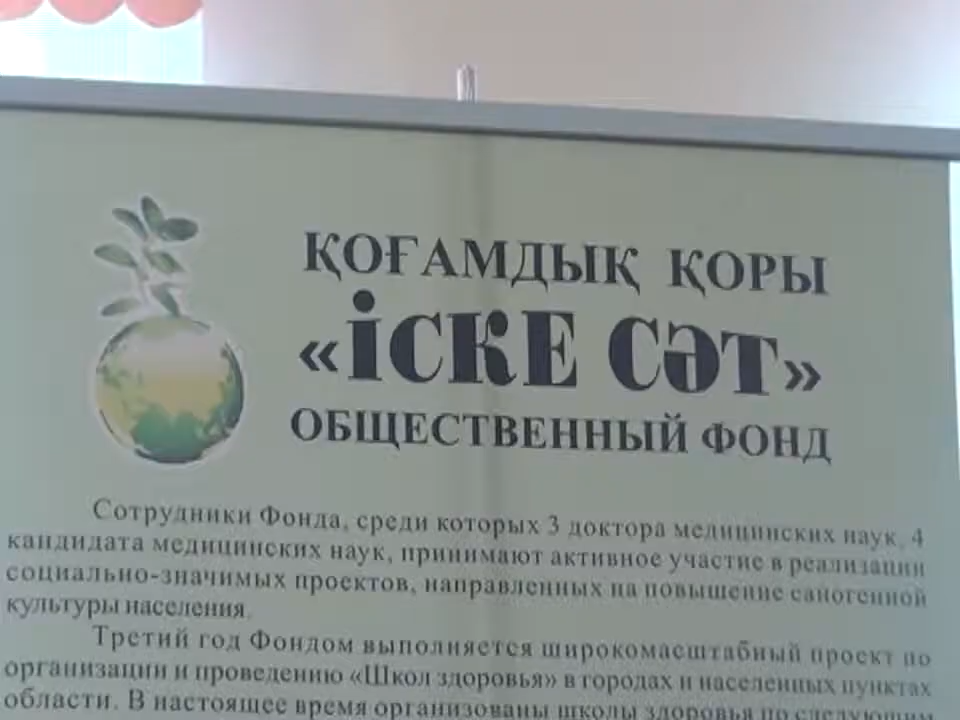 ҚОҒАМДЫҚ ҚОРЫ
«ІСКЕ СӘТ»
ОБЩЕСТВЕННЫЙ ФОНД
Сотрудники Фонда, среди которых 3 доктора медицинских наук, 4
кандидата медицинских наук, принимают активное участие в реализации
социально-значимых проектов, направленных на повышение саногенной
культуры населения.
Третий год Фондом выполняется широкомасштабный проект по
организации и проведению «Школ здоровья» в городах и населенных пунктах
области. В настоящее время организованы школы здоровья по следующим